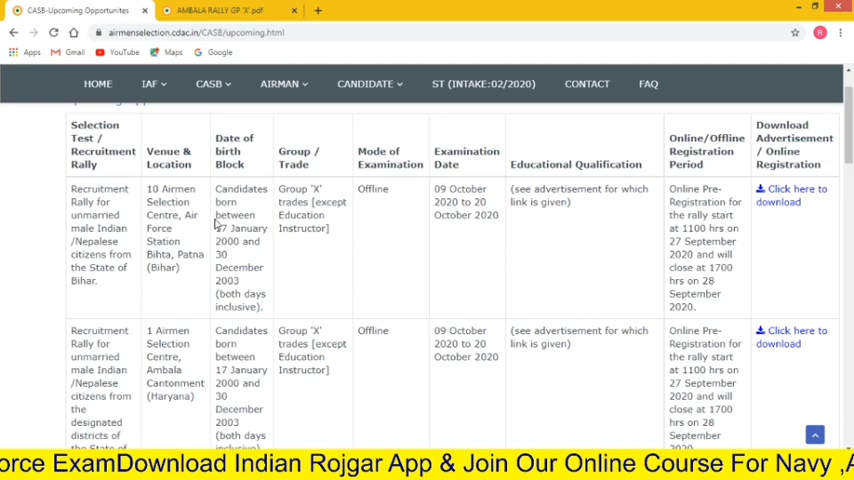 CASB-Upcoming Opportunites
AMBALA RALLY GP 'X'.pdf
airmenselection.cdac.in/CASB/upcoming.html
Apps
Gmail
YouTube
Maps
Google
HOME
IAF
CASB
AIRMAN
CANDIDATE
ST (INTAKE:02/2020)
CONTACT
FAQ
Selection
Test /
Recruitment
Rally
Venue &
Location
Date of
birth
Block
Group /
Trade
Mode of
Examination
Examination
Date
Educational Qualification
Online/Offline
Registration
Period
Download
Advertisement
/ Online
Registration
Recruitment
Rally for
unmarried
male Indian
/Nepalese
citizens from
the State of
Bihar.
10 Airmen
Selection
Centre, Air
Force
Station
Bihta, Patna
(Bihar)
Candidates
born
between
17 January
2000 and
30
December
2003
(both days
inclusive).
Group 'X'
trades [except
Education
Instructor]
Offline
09 October
2020 to 20
October 2020
(see advertisement for which
link is given)
Online Pre-
Registration for
the rally start
at 1100 hrs on
27 September
2020 and will
close at 1700
hrs on 28
September
2020.
Click here to
download
Recruitment
Rally for
unmarried
male Indian
/Nepalese
citizens from
the
designated
districts of
the State of
1 Airmen
Selection
Centre,
Ambala
Cantonment
(Haryana)
Candidates
born
between
17 January
2000 and
30
December
2003
(both days
inclusive).
Group 'X'
trades [except
Education
Instructor]
Offline
09 October
2020 to 20
October 2020
(see advertisement for which
link is given)
Online Pre-
Registration for
the rally start
at 1100 hrs on
27 September
2020 and will
close at 1700
hrs on 28
September
Click here to
download
orce ExamDownload Indian Rojgar App & Join Our Online Course For Navy ,A